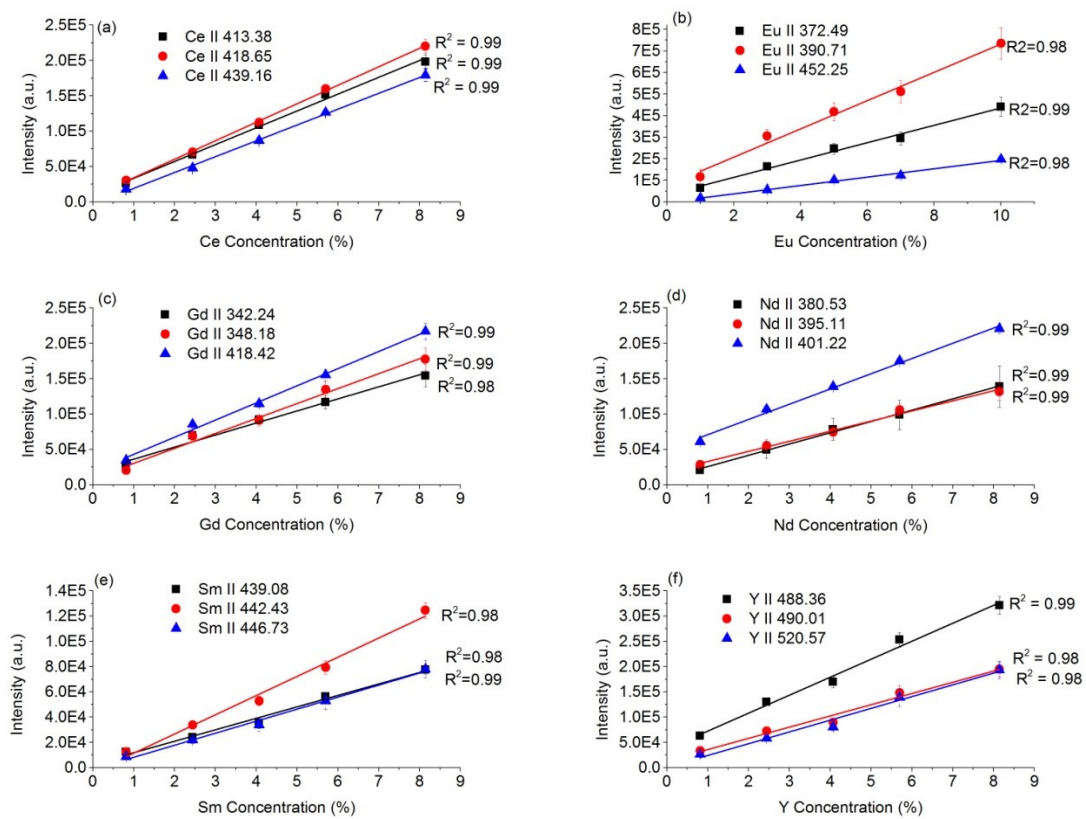 (a)
Ce II 413.38
Ce II 418.65
Ce II 439.16
R² = 0.99
R² = 0.99
R² = 0.99
2.5E5
2.0E5
1.5E5
1.0E5
5.0E4
0.0
Intensity (a.u.)
0 1 2 3 4 5 6 7 8 9
Ce Concentration (%)
(b)
Eu II 372.49
Eu II 390.71
Eu II 452.25
R2=0.98
R2=0.99
R2=0.98
8E5
7E5
6E5
5E5
4E5
3E5
2E5
1E5
0
Intensity (a.u.)
0 2 4 6 8 10
Eu Concentration (%)
(c)
Gd II 342.24
Gd II 348.18
Gd II 418.42
R²=0.99
R²=0.99
R²=0.98
2.5E5
2.0E5
1.5E5
1.0E5
5.0E4
0.0
Intensity (a.u.)
0 1 2 3 4 5 6 7 8 9
Gd Concentration (%)
(d)
Nd II 380.53
Nd II 395.11
Nd II 401.22
R²=0.99
R²=0.99
R²=0.99
2.5E5
2.0E5
1.5E5
1.0E5
5.0E4
0.0
Intensity (a.u.)
0 1 2 3 4 5 6 7 8 9
Nd Concentration (%)
(e)
Sm II 439.08
Sm II 442.43
Sm II 446.73
R²=0.98
R²=0.98
R²=0.99
1.4E5
1.2E5
1.0E5
8.0E4
6.0E4
4.0E4
2.0E4
0.0
Intensity (a.u.)
0 1 2 3 4 5 6 7 8 9
Sm Concentration (%)
(f)
Y II 488.36
Y II 490.01
Y II 520.57
R² = 0.99
R² = 0.98
R² = 0.98
3.5E5
3.0E5
2.5E5
2.0E5
1.5E5
1.0E5
5.0E4
0.0
Intensity (a.u.)
0 1 2 3 4 5 6 7 8 9
Y Concentration (%)